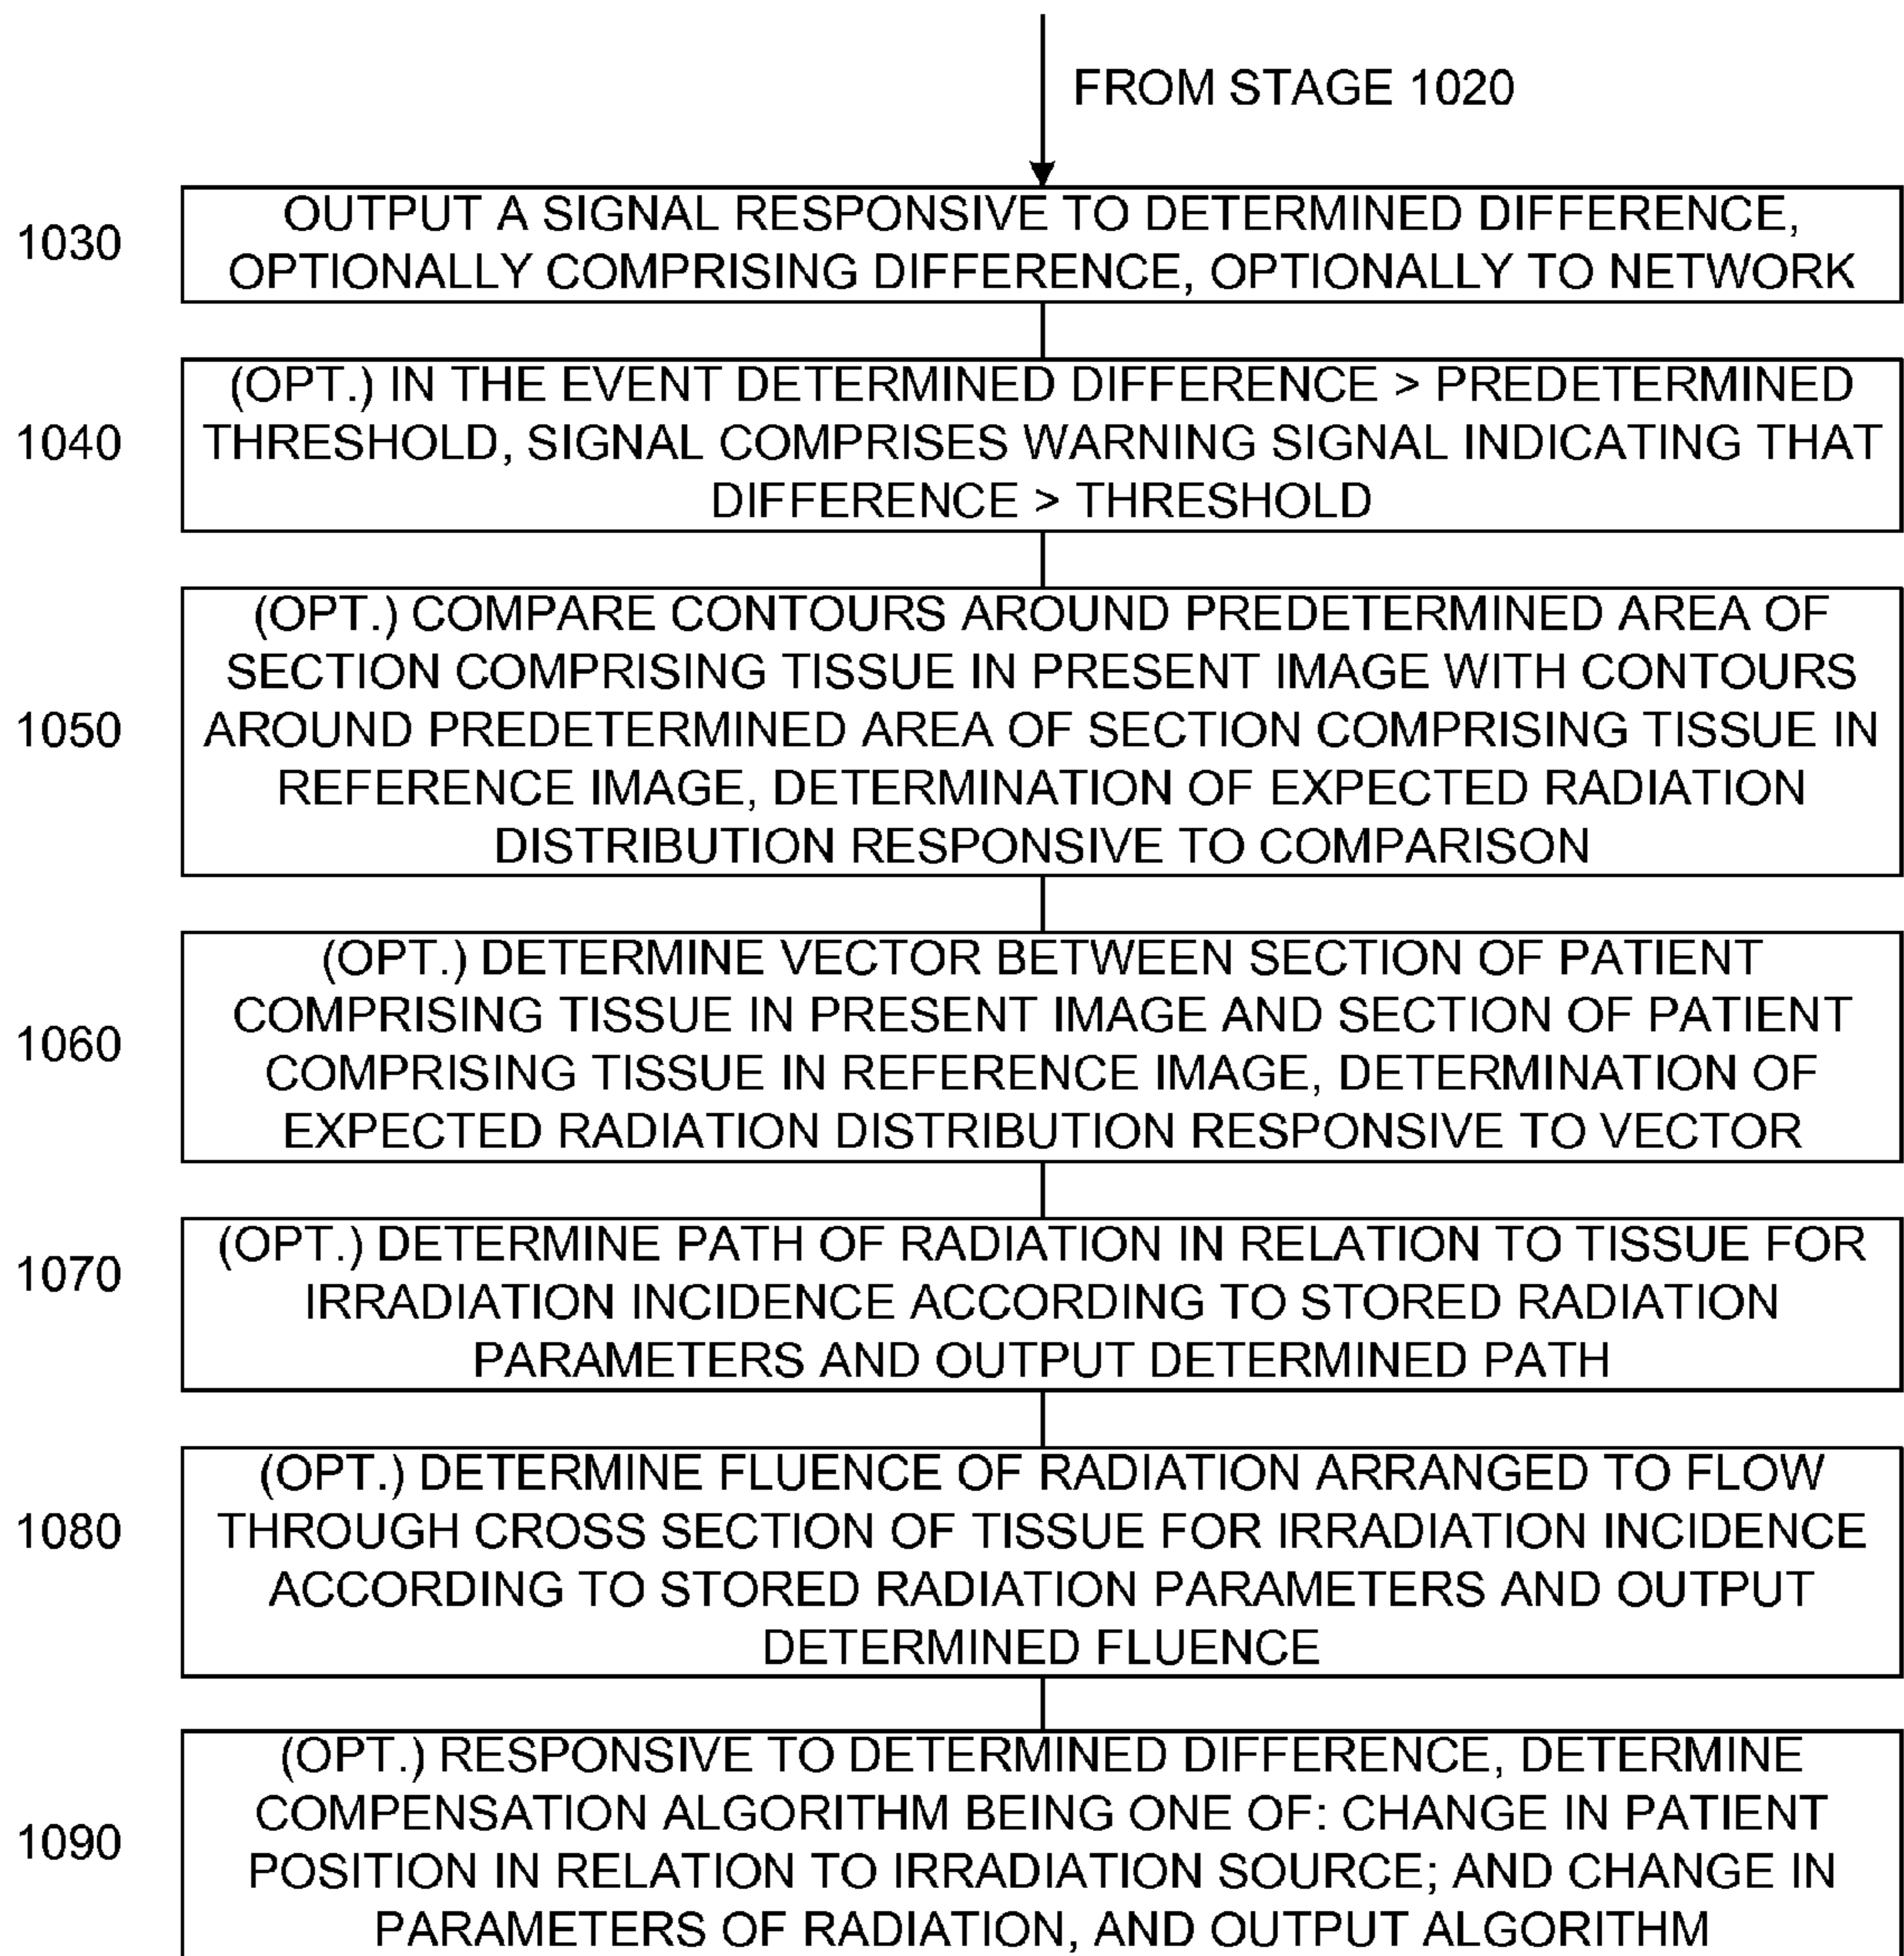 FROM STAGE 1020
1030
OUTPUT A SIGNAL RESPONSIVE TO DETERMINED DIFFERENCE,
OPTIONALLY COMPRISING DIFFERENCE, OPTIONALLY TO NETWORK
1040
(OPT.) IN THE EVENT DETERMINED DIFFERENCE > PREDETERMINED
THRESHOLD, SIGNAL COMPRISES WARNING SIGNAL INDICATING THAT
DIFFERENCE > THRESHOLD
1050
(OPT.) COMPARE CONTOURS AROUND PREDETERMINED AREA OF
SECTION COMPRISING TISSUE IN PRESENT IMAGE WITH CONTOURS
AROUND PREDETERMINED AREA OF SECTION COMPRISING TISSUE IN
REFERENCE IMAGE, DETERMINATION OF EXPECTED RADIATION
DISTRIBUTION RESPONSIVE TO COMPARISON
1060
(OPT.) DETERMINE VECTOR BETWEEN SECTION OF PATIENT
COMPRISING TISSUE IN PRESENT IMAGE AND SECTION OF PATIENT
COMPRISING TISSUE IN REFERENCE IMAGE, DETERMINATION OF
EXPECTED RADIATION DISTRIBUTION RESPONSIVE TO VECTOR
1070
(OPT.) DETERMINE PATH OF RADIATION IN RELATION TO TISSUE FOR
IRRADIATION INCIDENCE ACCORDING TO STORED RADIATION
PARAMETERS AND OUTPUT DETERMINED PATH
1080
(OPT.) DETERMINE FLUENCE OF RADIATION ARRANGED TO FLOW
THROUGH CROSS SECTION OF TISSUE FOR IRRADIATION INCIDENCE
ACCORDING TO STORED RADIATION PARAMETERS AND OUTPUT
DETERMINED FLUENCE
1090
(OPT.) RESPONSIVE TO DETERMINED DIFFERENCE, DETERMINE
COMPENSATION ALGORITHM BEING ONE OF: CHANGE IN PATIENT
POSITION IN RELATION TO IRRADIATION SOURCE; AND CHANGE IN
PARAMETERS OF RADIATION, AND OUTPUT ALGORITHM